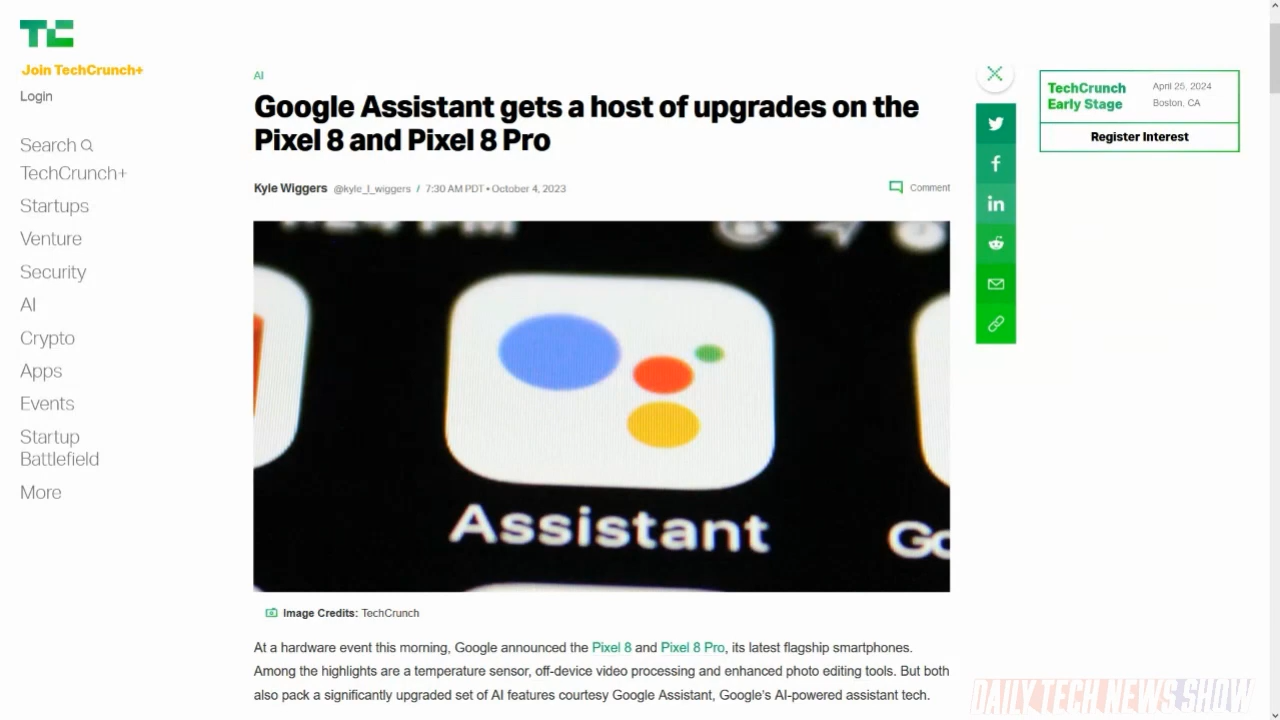 TC
Join TechCrunch+
Login
Search
TechCrunch+
Startups
Venture
Security
AI
Crypto
Apps
Events
Startup
Battlefield
More
AI
Google Assistant gets a host of upgrades on the
Pixel 8 and Pixel 8 Pro
Kyle Wiggers @kyle_l_wiggers / 7:30 AM PDT • October 4, 2023
Comment
Assistant
Go
Image Credits: TechCrunch
At a hardware event this morning, Google announced the Pixel 8 and Pixel 8 Pro, its latest flagship smartphones.
Among the highlights are a temperature sensor, off-device video processing and enhanced photo editing tools. But both
also pack a significantly upgraded set of AI features courtesy Google Assistant, Google's AI-powered assistant tech.
TechCrunch
Early Stage
April 25, 2024
Boston, CA
Register Interest
DAILY TECH NEWS SHOW